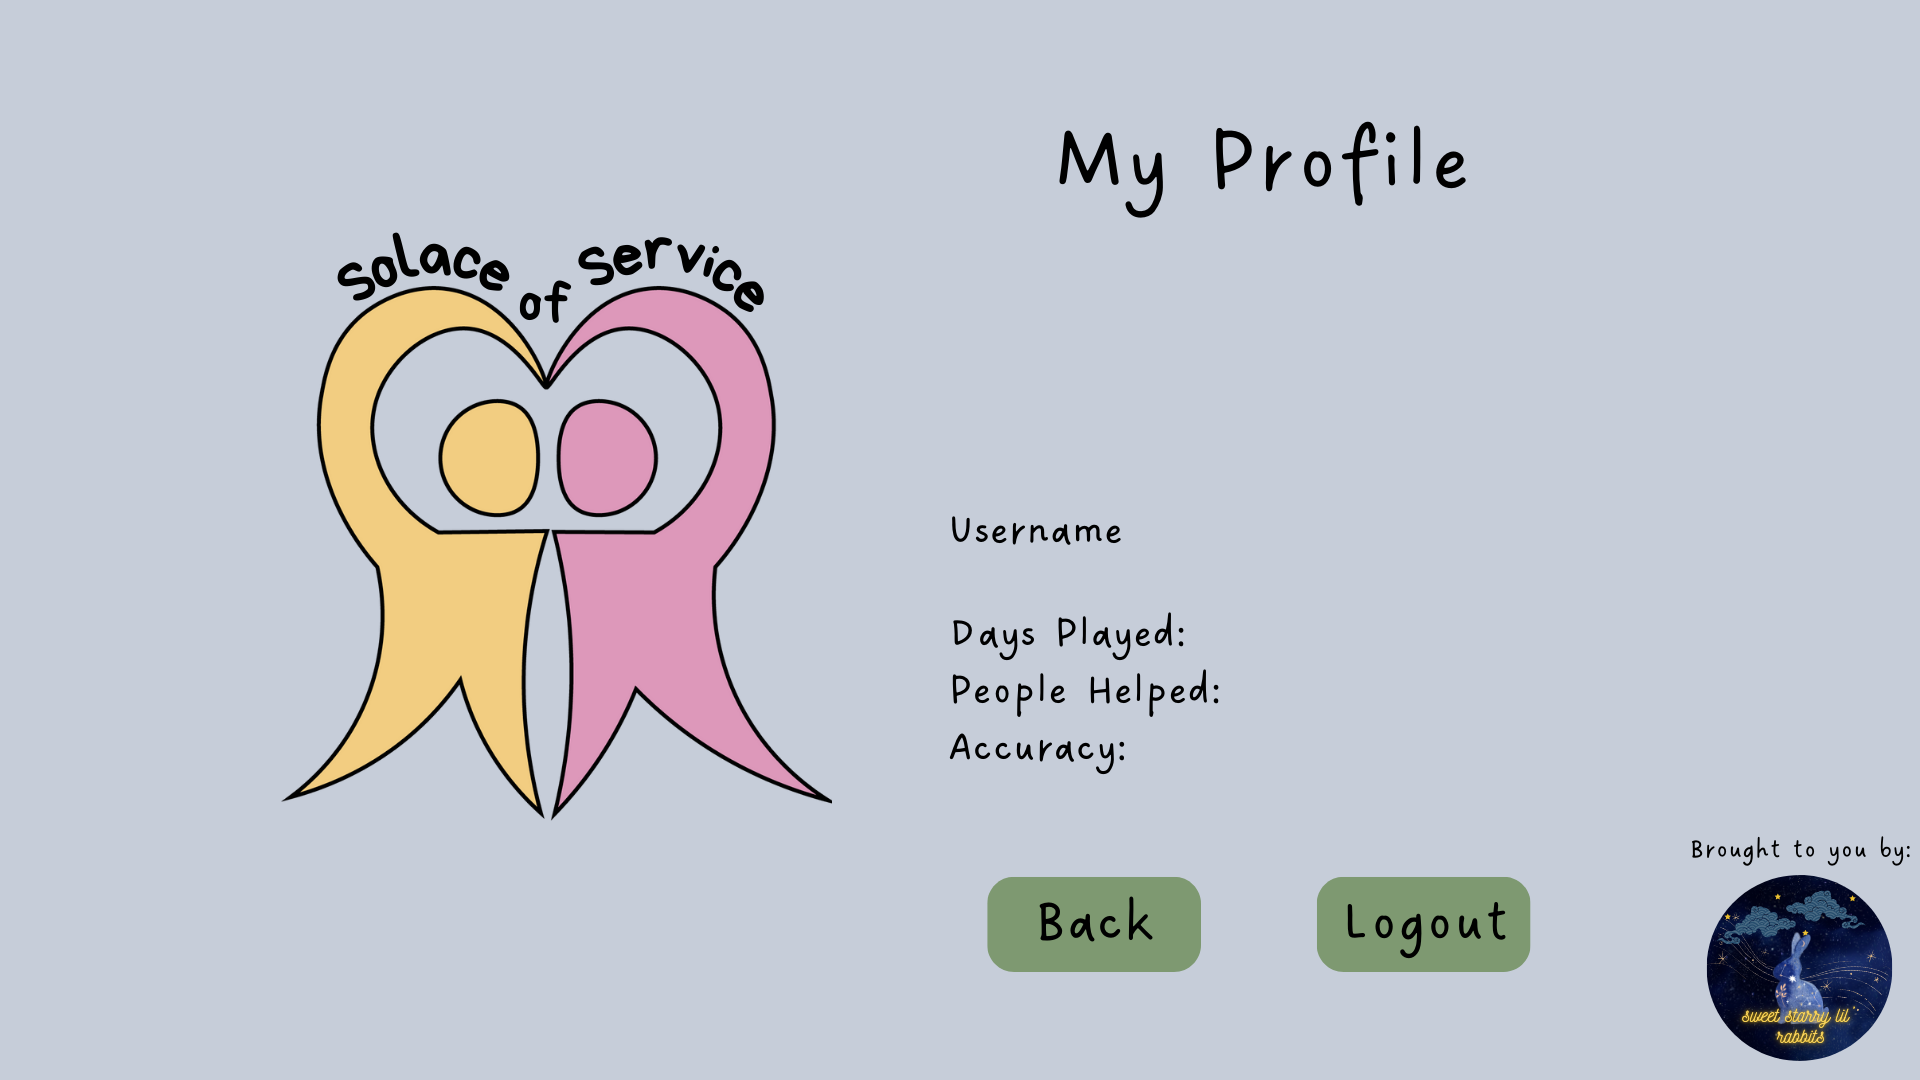 My Profile
Solace of Service
Username
Days Played:
People Helped:
Accuracy:
Back
Logout
Brought to you by:
sweet starry lil
rabbits